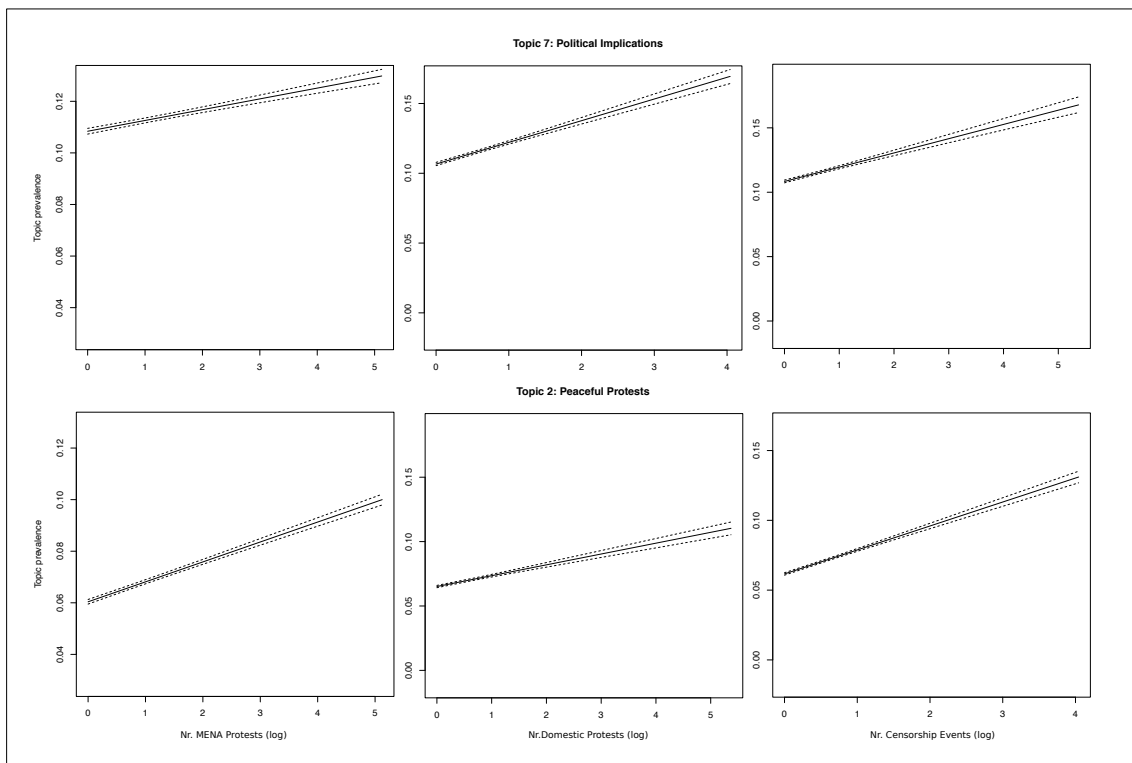 Topic 7: Political Implications
Topic prevalence
0.04 0.06 0.08 0.10 0.12
0 1 2 3 4 5
0.00 0.05 0.10 0.15
0 1 2 3 4
0.00 0.05 0.10 0.15
0 1 2 3 4 5
Topic 2: Peaceful Protests
Topic prevalence
0.04 0.06 0.08 0.10 0.12
0 1 2 3 4 5
Nr. MENA Protests (log)
0.00 0.05 0.10 0.15
0 1 2 3 4 5
Nr.Domestic Protests (log)
0.00 0.05 0.10 0.15
0 1 2 3 4
Nr. Censorship Events (log)